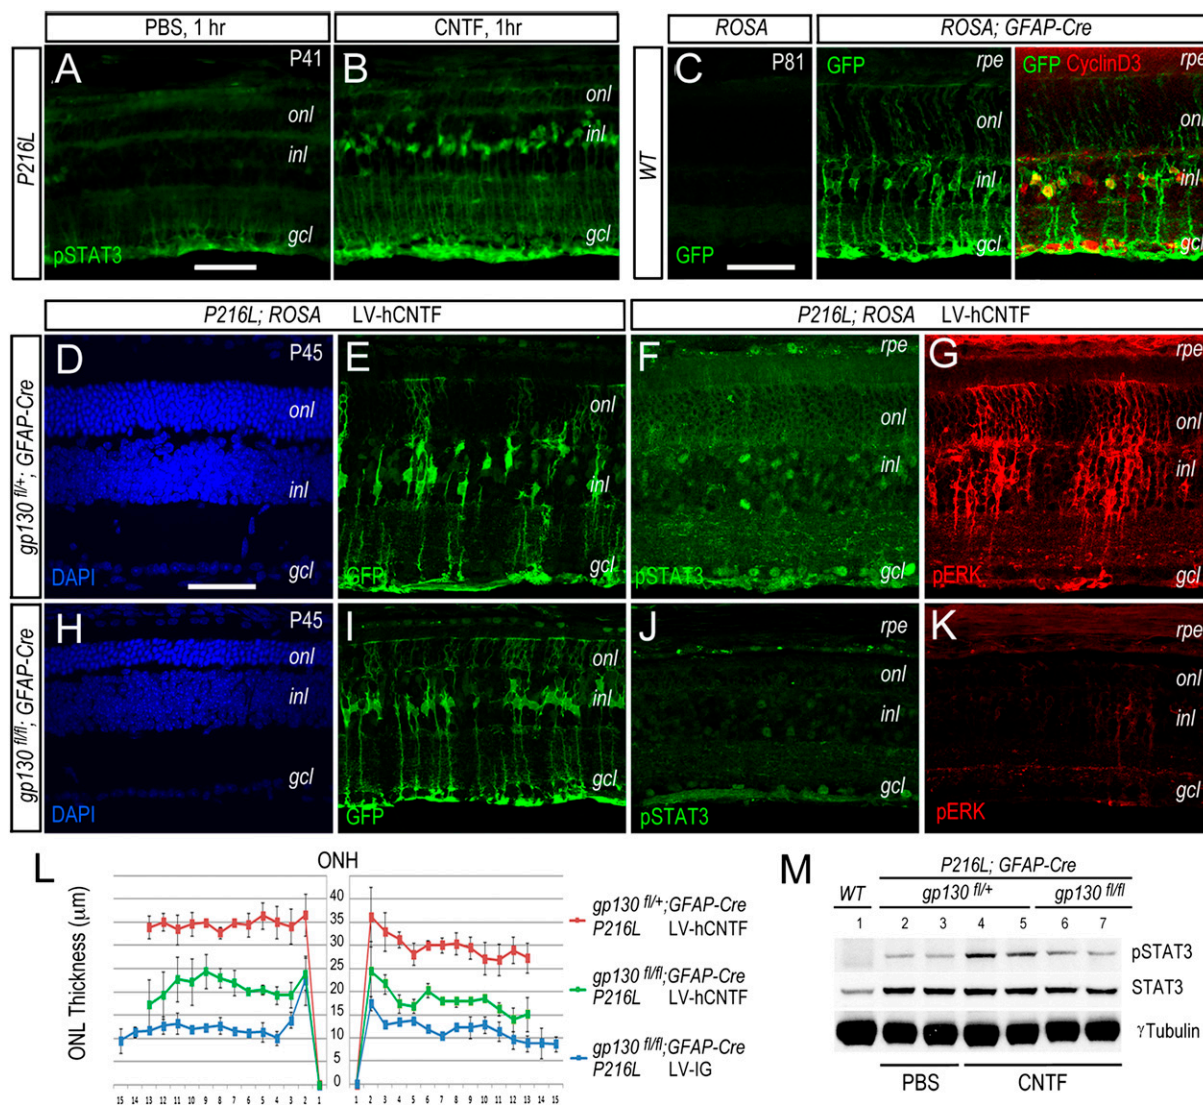 PBS, 1 hr
CNTF, 1hr
ROSA
ROSA; GFAP-Cre
P216L
A
P41
onl
inl
gcl
pSTAT3
B
onl
inl
gcl
WT
C
P81
GFP
GFP
rpe
onl
inl
gcl
GFP CyclinD3
rpe
onl
inl
gcl
P216L; ROSA LV-hCNTF
P216L; ROSA LV-hCNTF
gp130 fl/+; GFAP-Cre
D
P45
onl
inl
gcl
DAPI
E
onl
inl
gcl
GFP
F
rpe
onl
inl
gcl
pSTAT3
G
rpe
onl
inl
gcl
pERK
gp130 fl/fl; GFAP-Cre
H
P45
onl
inl
gcl
DAPI
I
onl
inl
gcl
GFP
J
rpe
onl
inl
gcl
pSTAT3
K
rpe
onl
inl
gcl
pERK
L
ONH
ONL Thickness (μm)
45
40
35
30
25
20
15
10
5
0
15 14 13 12 11 10 9 8 7 6 5 4 3 2 1
1 2 3 4 5 6 7 8 9 10 11 12 13 14 15
gp130 fl/+;GFAP-Cre
P216L LV-hCNTF
gp130 fl/fl;GFAP-Cre
P216L LV-hCNTF
gp130 fl/fl;GFAP-Cre
P216L LV-IG
M
P216L; GFAP-Cre
WT gp130 fl/+ gp130 fl/fl
1 2 3 4 5 6 7
pSTAT3
STAT3
γTubulin
PBS CNTF